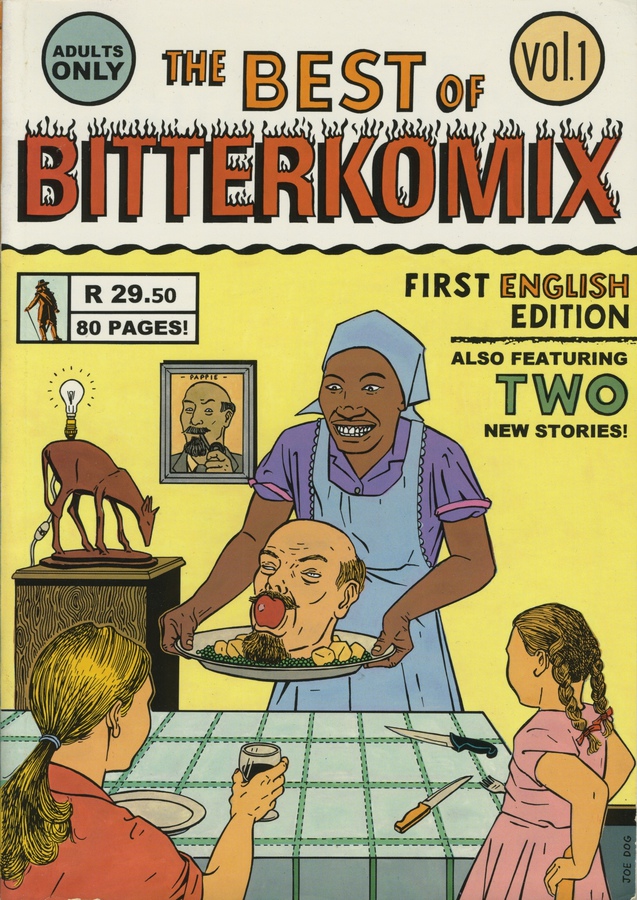 ADULTS
ONLY
THE BEST OF
vol.1
BITTERKOMIX
R 29.50
80 PAGES!
FIRST ENGLISH
EDITION
ALSO FEATURING
TWO
NEW STORIES!
- PAPPIE -
JOE DOG